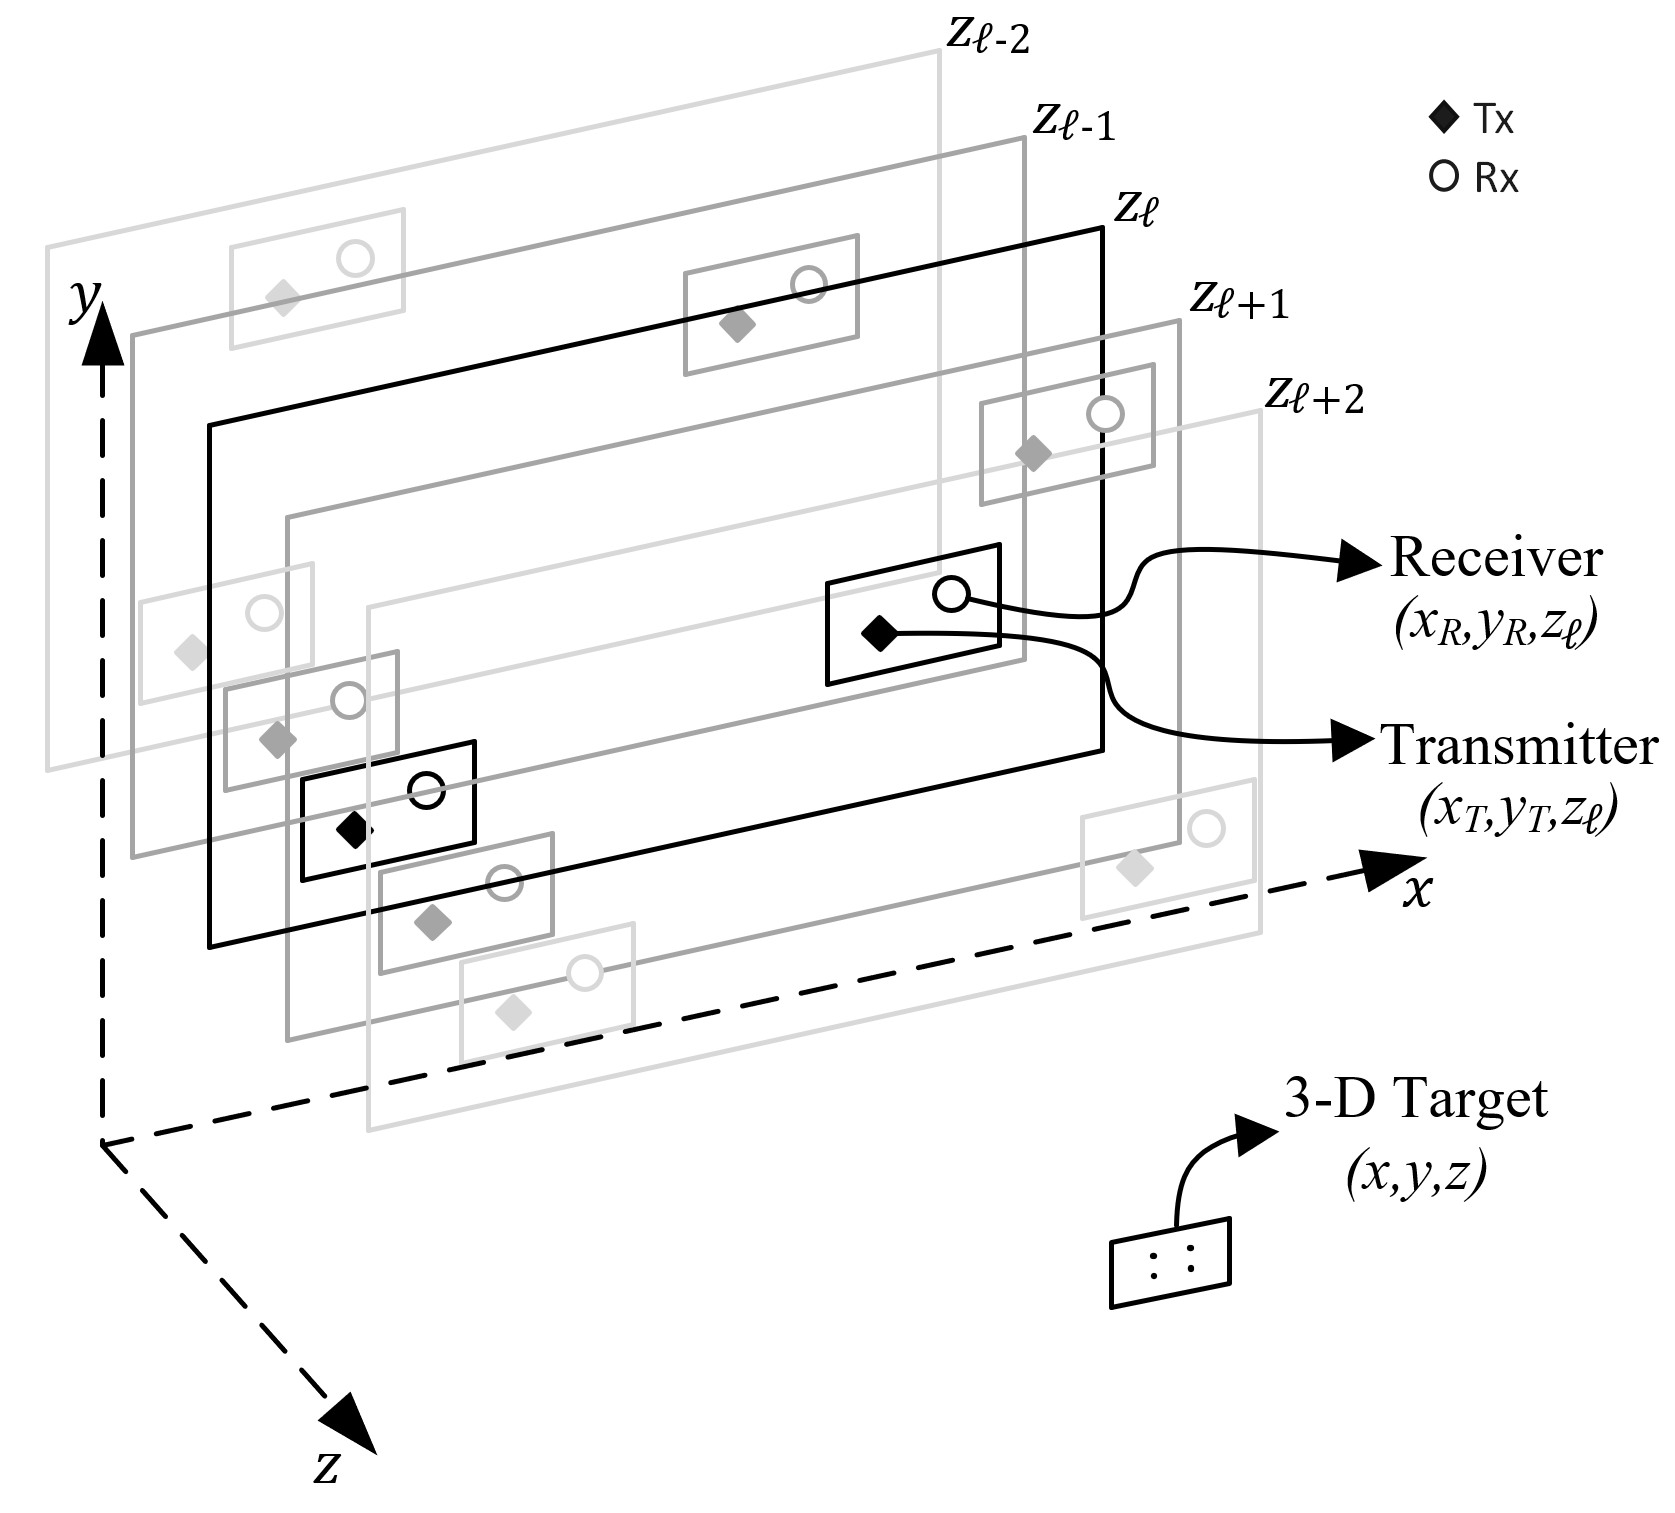 zℓ-2
zℓ-1
zℓ
zℓ+1
zℓ+2
Tx
Rx
y
Receiver
(xR,yR,zℓ)
Transmitter
(xT,yT,zℓ)
x
3-D Target
(x,y,z)
z